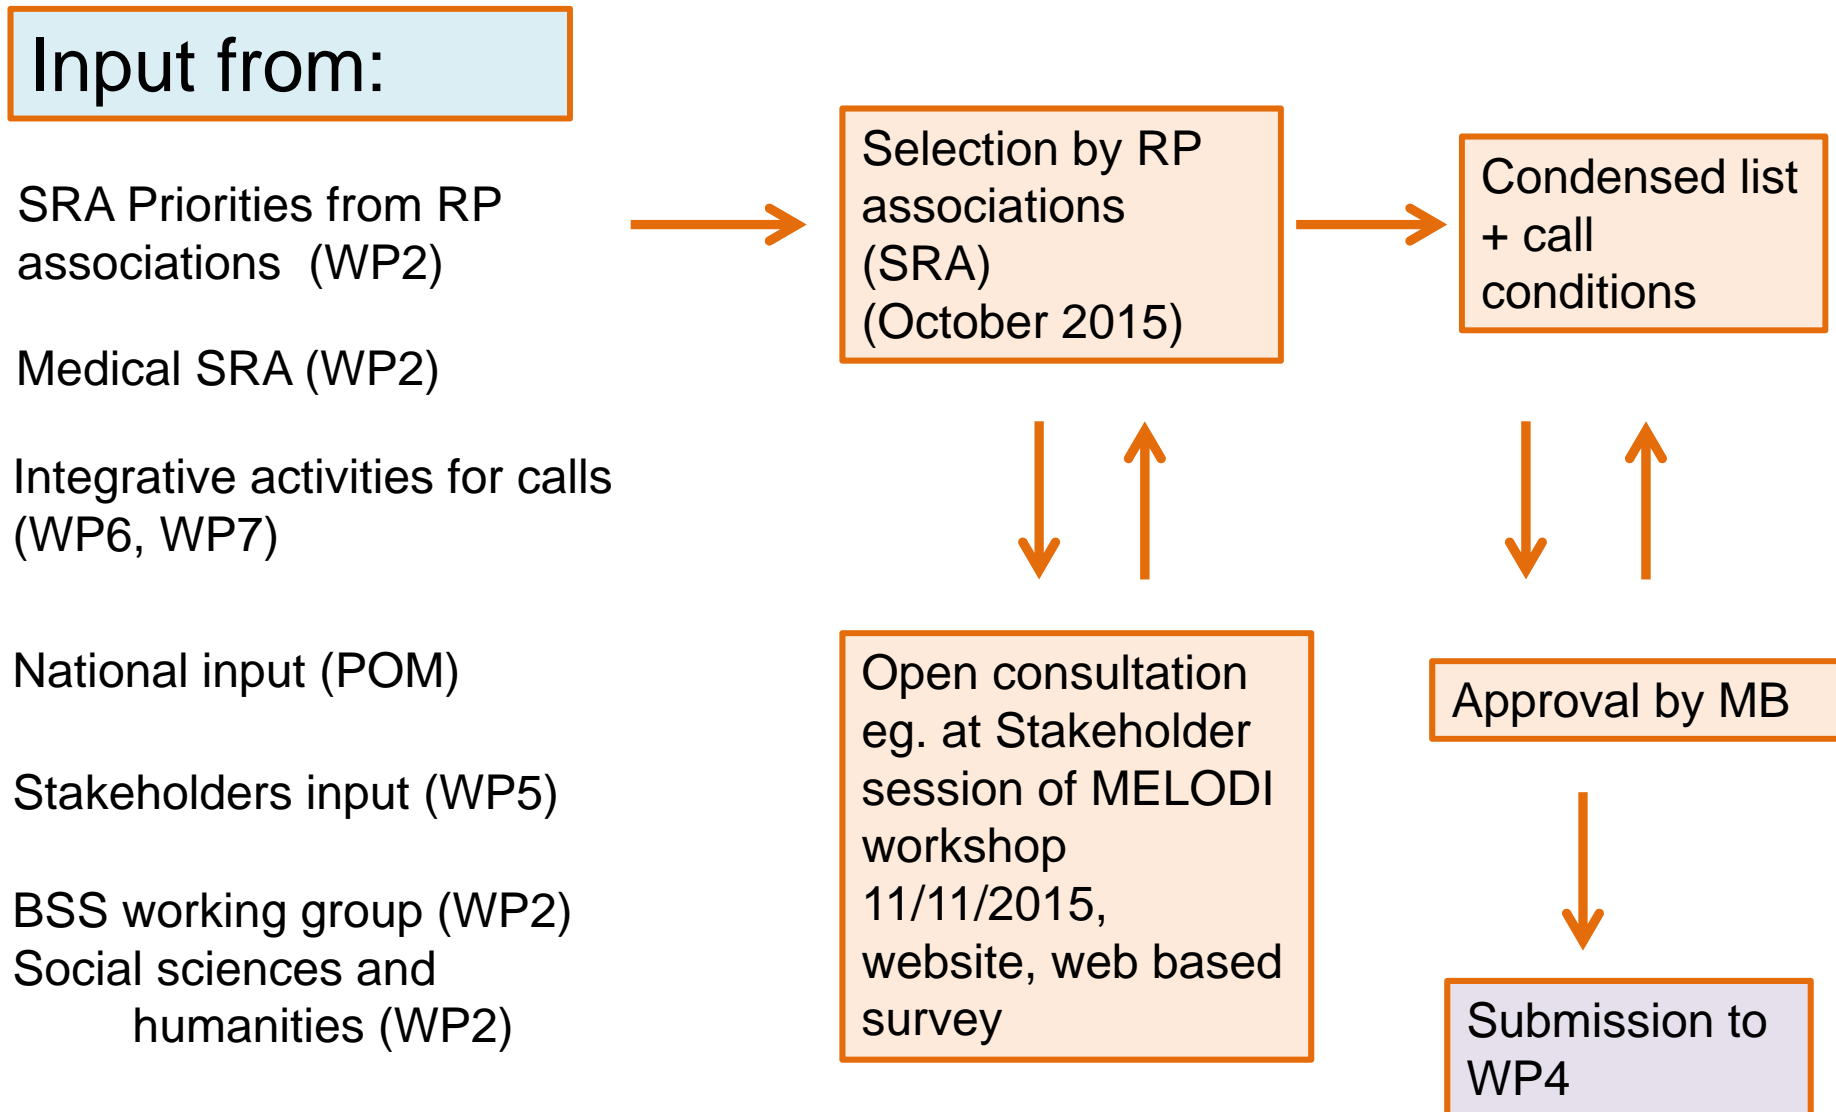 Input from:
SRA Priorities from RP
associations (WP2)
Medical SRA (WP2)
Integrative activities for calls
(WP6, WP7)
National input (POM)
Stakeholders input (WP5)
BSS working group (WP2)
Social sciences and
humanities (WP2)
Selection by RP
associations
(SRA)
(October 2015)
Open consultation
eg. at Stakeholder
session of MELODI
workshop
11/11/2015,
website, web based
survey
Condensed list
+ call
conditions
Approval by MB
Submission to
WP4